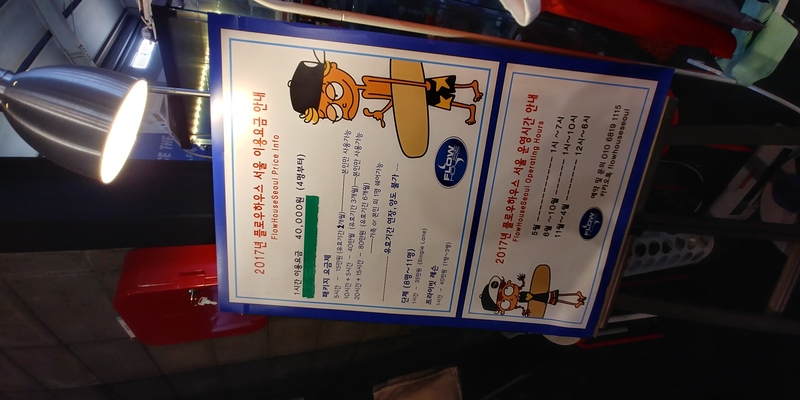 2017년 플로우하우스 서울 이용요금 안내
FlowHouseSeoul Price Info
1시간 이용요금 40,000원 (4명부터)
패키지 요금제
5시간 - 15만원 (유효기간 2개월)———본인만 사용가능
10시간+5시간 - 40만원 (유효기간 3개월)—본인만 사용가능
20시간+15시간 - 80만원 (유효기간 6개월)
———가족 or 본인 외 1명 쉐어가능
———유효기간 연장,양도 불가——
단체 (8명~11명)
1시간 - 35만원 (Single Lane)
프라이빗 레슨
1시간 - 40만원 (1명~3명)
FLOW
HOUSE
2017년 플로우하우스 서울 운영시간 안내
FlowHouseSeoul Operating Hours
5월 ———————— 1시 ~7시
6월 ~10월 ————— 1시~10시
11월~4월 ————— 12시~6시
FLOW
예약 및 문의 010 6819 1115
카카오톡 flowhouseseoul